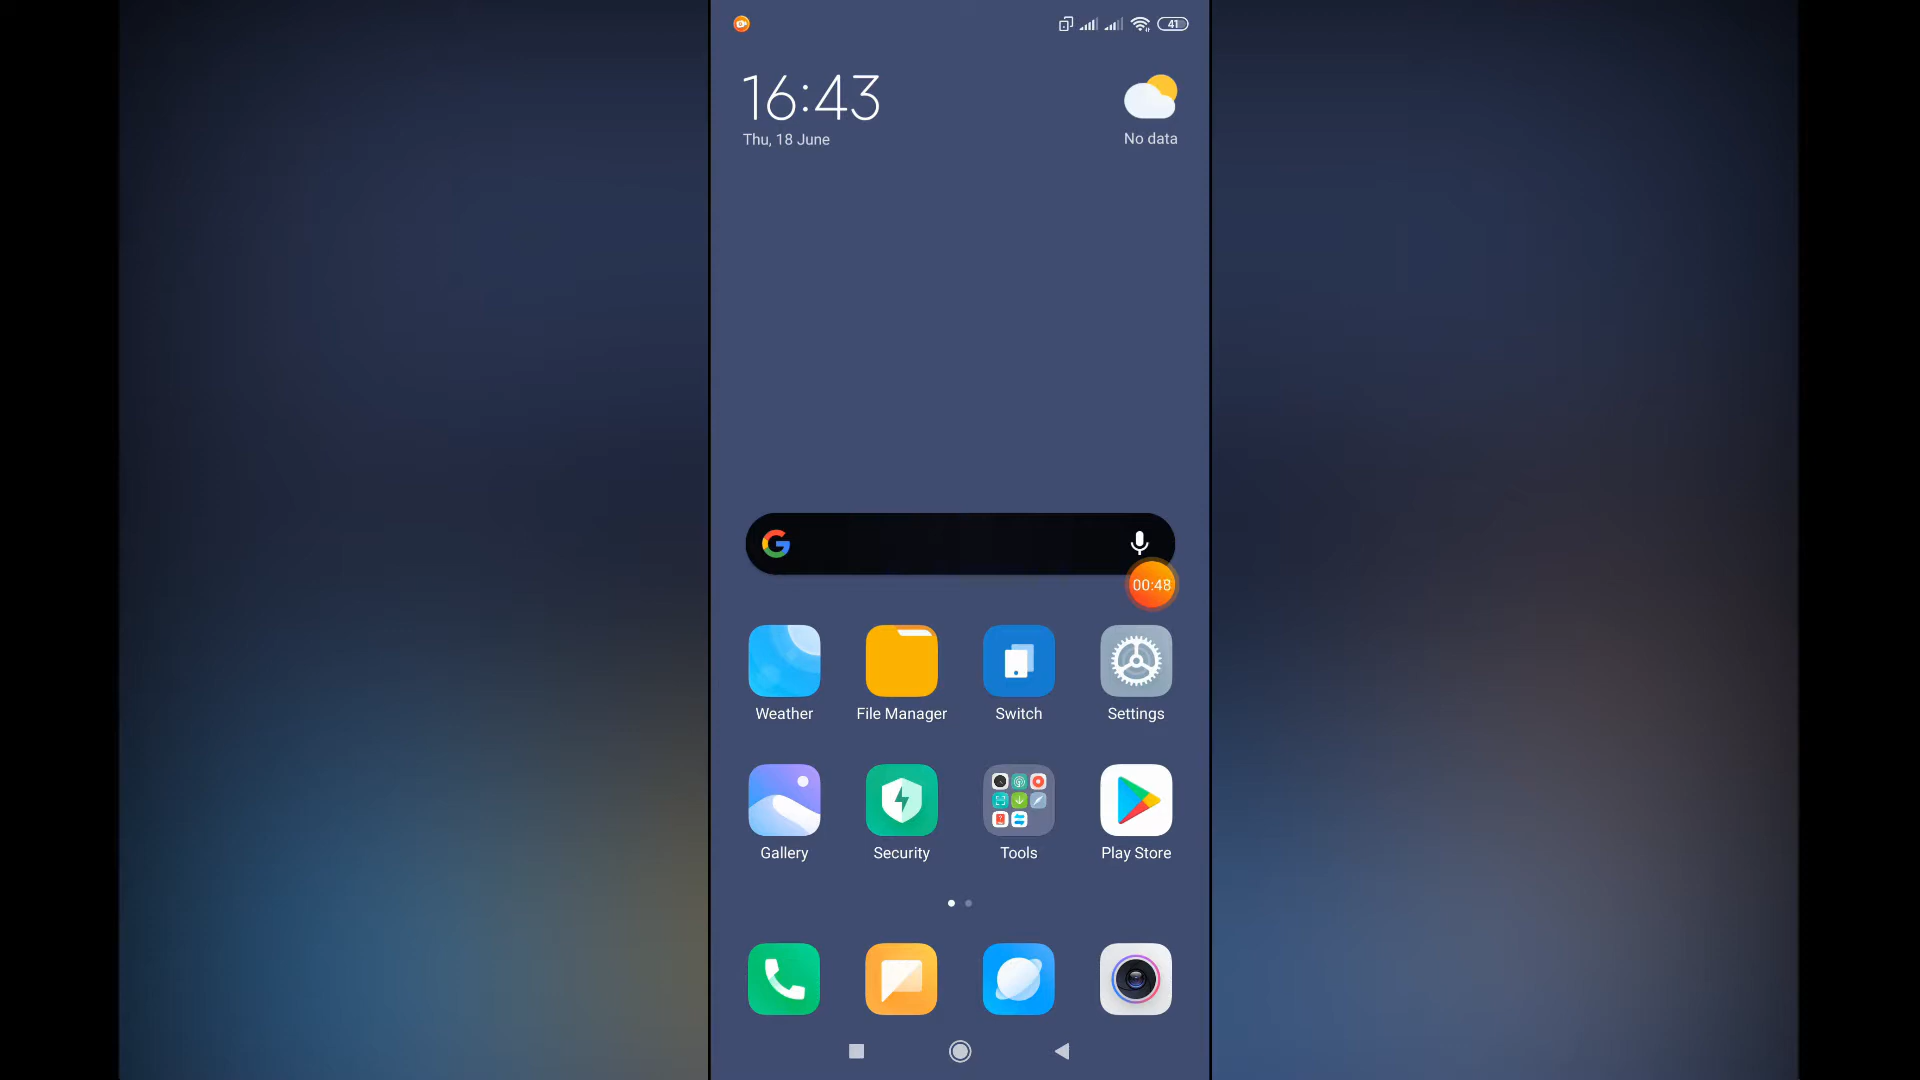 41
16:43
Thu, 18 June
No data
00:48
Weather
File Manager
Switch
Settings
Gallery
Security
Tools
Play Store